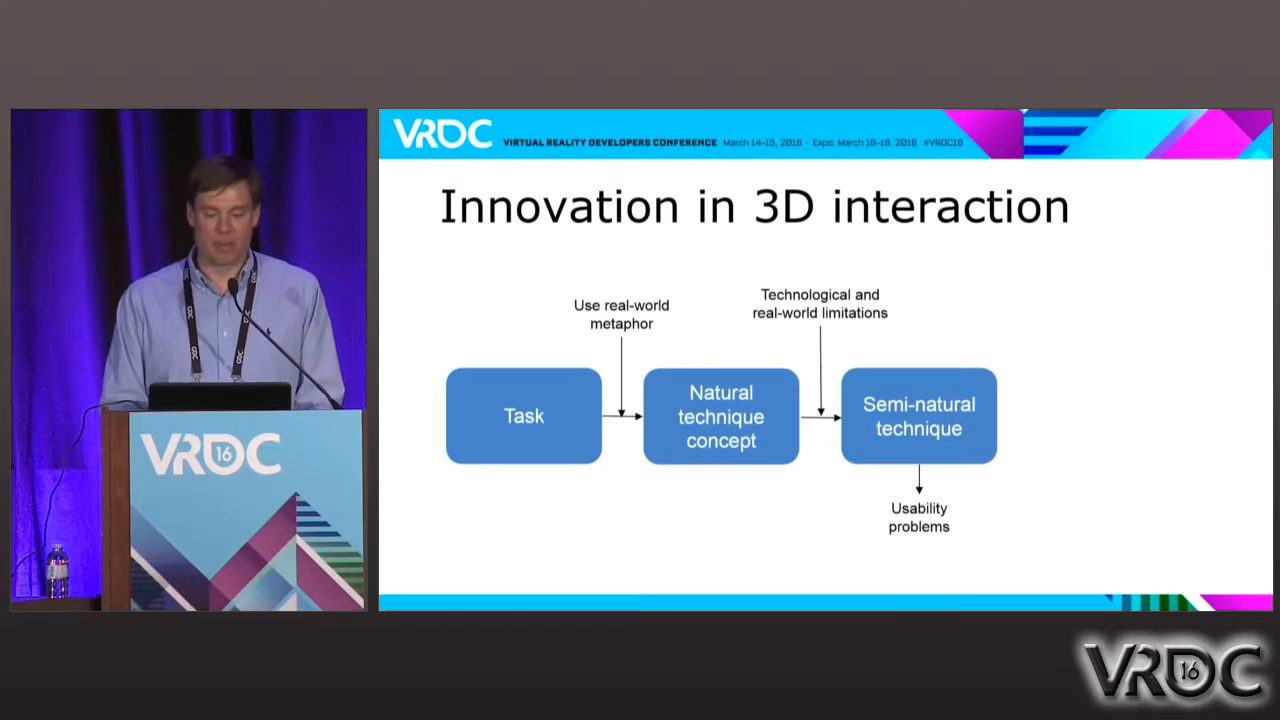 VRDC VIRTUAL REALITY DEVELOPERS CONFERENCE March 14-15, 2016 · Expo: March 16-18, 2016 #VRDC16
Innovation in 3D interaction
Use real-world
metaphor
Technological and
real-world limitations
Task
Natural
technique
concept
Semi-natural
technique
Usability
problems
GDC
VRDC 16
VRDC 16